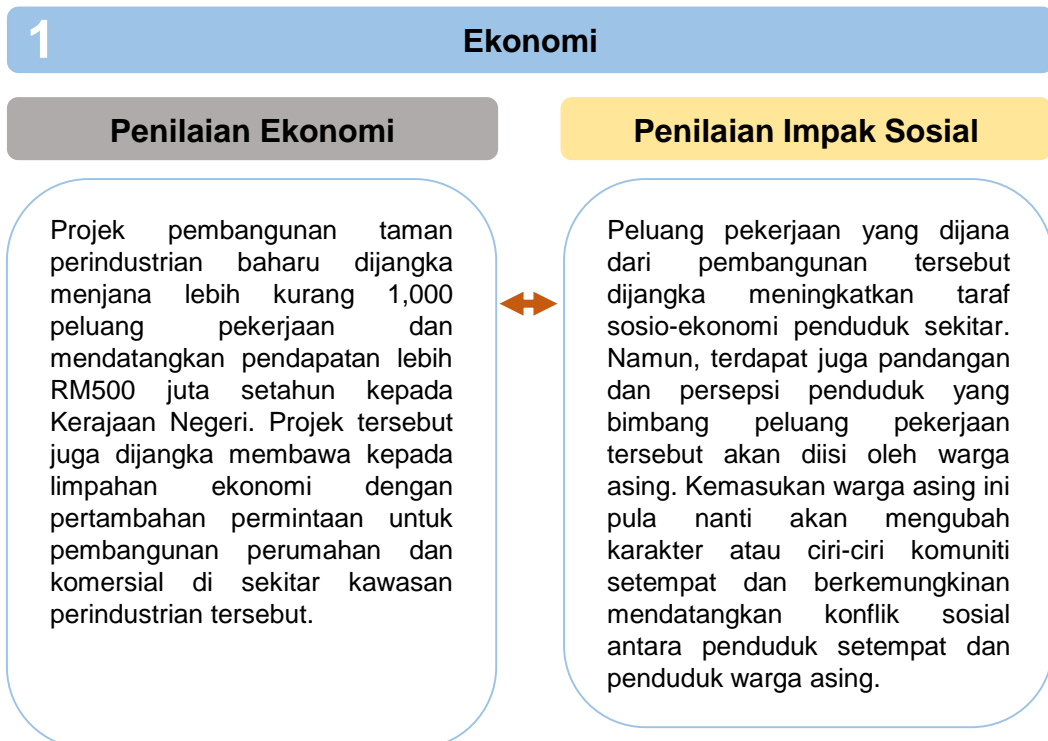 1
Ekonomi
Penilaian Ekonomi
Projek pembangunan taman
perindustrian baharu dijangka
menjana lebih kurang 1,000
peluang pekerjaan dan
mendatangkan pendapatan lebih
RM500 juta setahun kepada
Kerajaan Negeri. Projek tersebut
juga dijangka membawa kepada
limpahan ekonomi dengan
pertambahan permintaan untuk
pembangunan perumahan dan
komersial di sekitar kawasan
perindustrian tersebut.
Penilaian Impak Sosial
Peluang pekerjaan yang dijana
dari pembangunan tersebut
dijangka meningkatkan taraf
sosio-ekonomi penduduk sekitar.
Namun, terdapat juga pandangan
dan persepsi penduduk yang
bimbang peluang pekerjaan
tersebut akan diisi oleh warga
asing. Kemasukan warga asing ini
pula nanti akan mengubah
karakter atau ciri-ciri komuniti
setempat dan berkemungkinan
mendatangkan konflik sosial
antara penduduk setempat dan
penduduk warga asing.